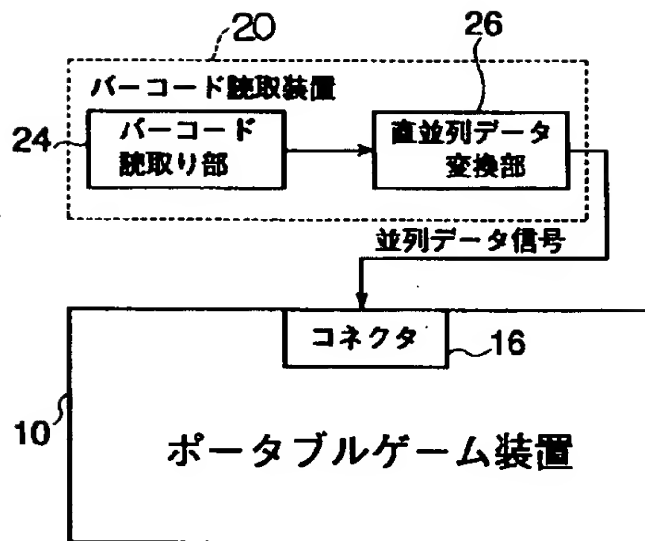 20
26
バーコード読取装置
24
バーコード
読取り部
直並列データ
変換部
並列データ信号
コネクタ
16
10
ポータブルゲーム装置